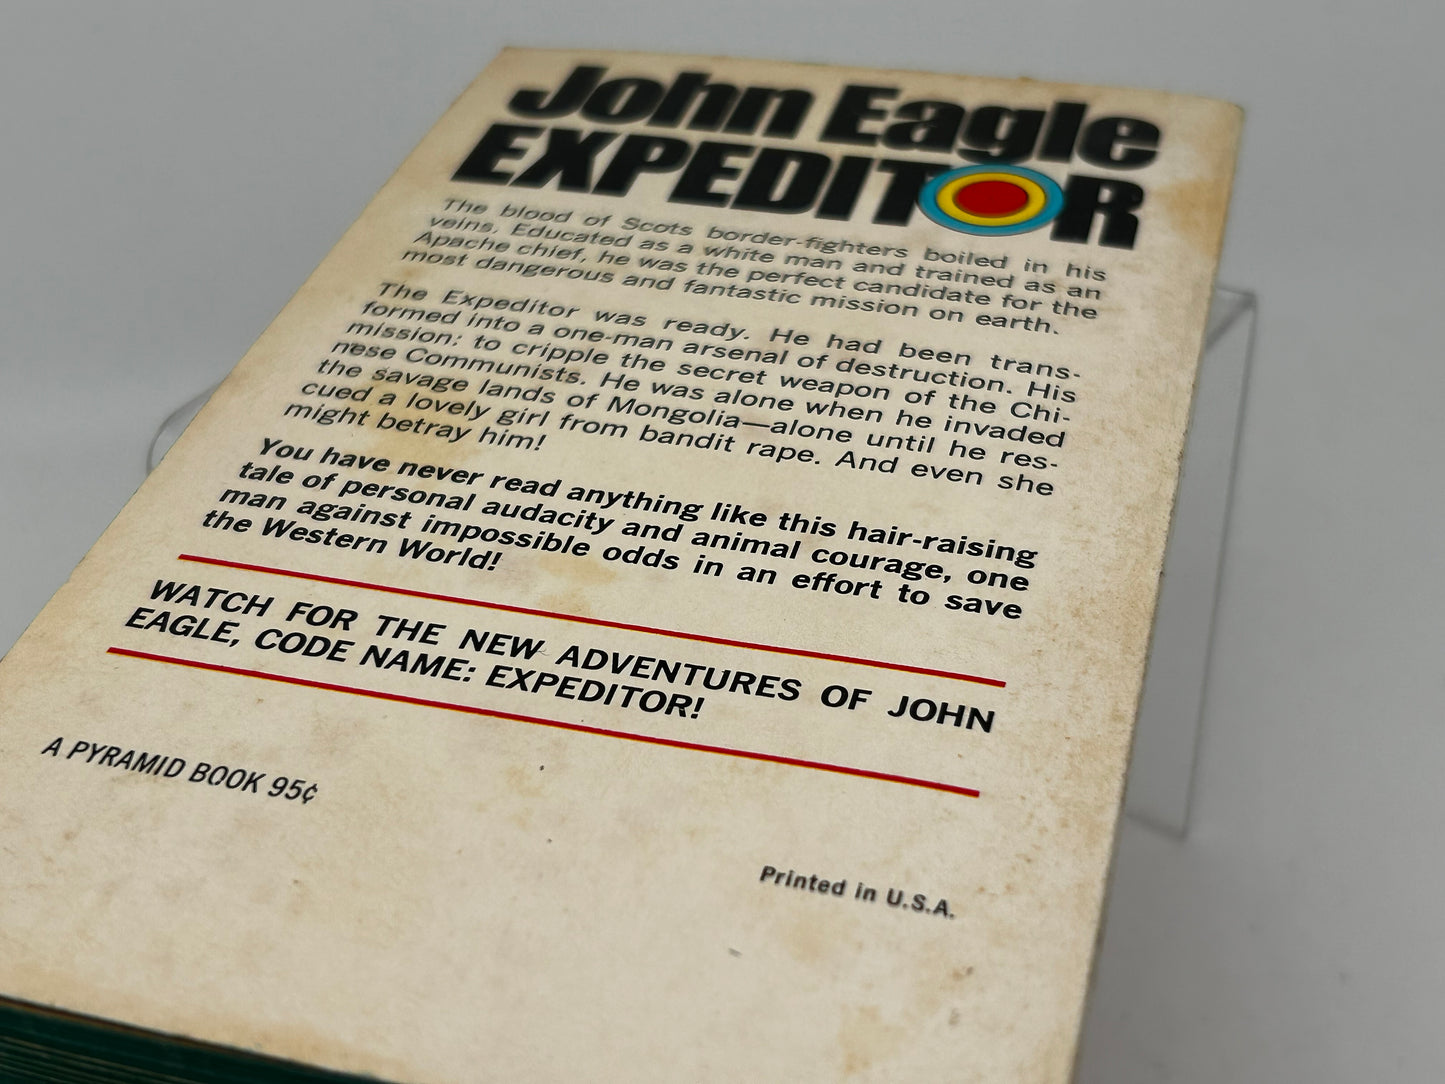 John Eagle
EXPEDITOR
The blood of Scots border-fighters boiled in his
veins. Educated as a white man and trained as an
Apache chief, he was the perfect candidate for the
most dangerous and fantastic mission on earth.
The Expeditor was ready. He had been trans-
formed into a one-man arsenal of destruction. His
mission: to cripple the secret weapon of the Chi-
nese Communists. He was alone when he invaded
the savage lands of Mongolia—alone until he res-
cued a lovely girl from bandit rape. And even she
might betray him!
You have never read anything like this hair-raising
tale of personal audacity and animal courage, one
man against impossible odds in an effort to save
the Western World!
WATCH FOR THE NEW ADVENTURES OF JOHN
EAGLE, CODE NAME: EXPEDITOR!
A PYRAMID BOOK 95¢
Printed in U.S.A.